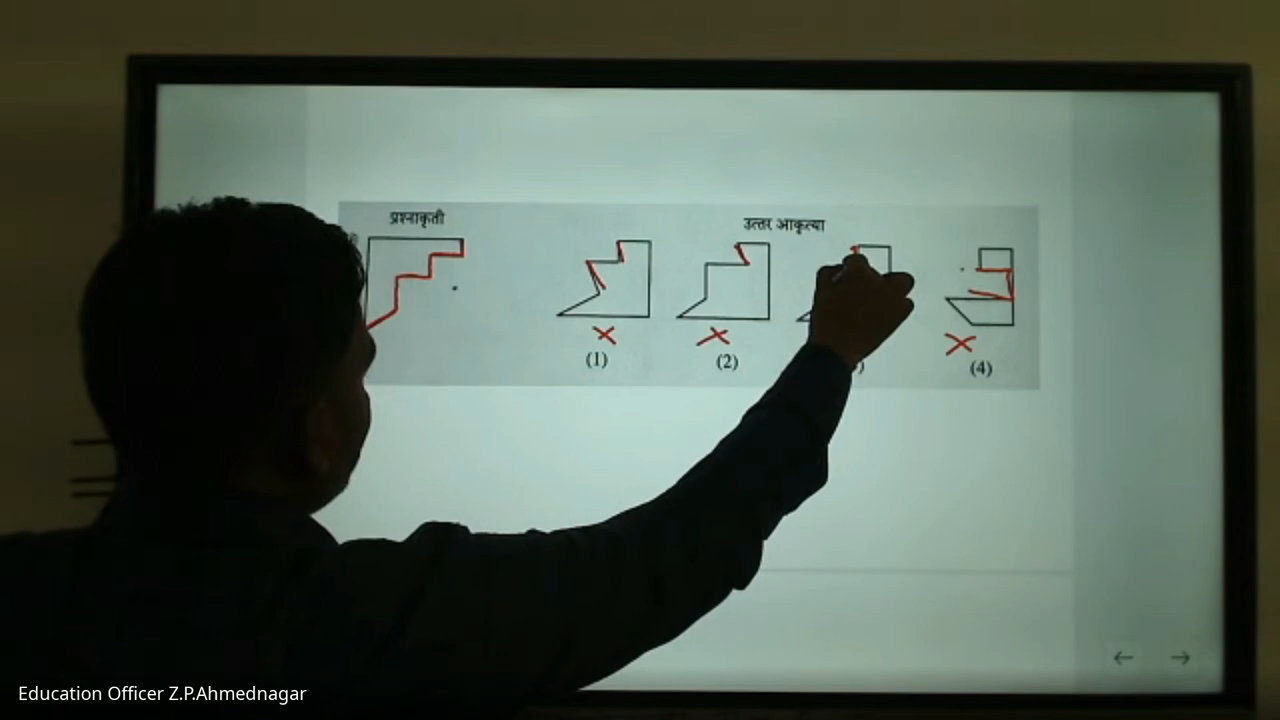 प्रश्नाकृती
उत्तर आकृत्या
(1)
(2)
)
(4)
Education Officer Z.P.Ahmednagar